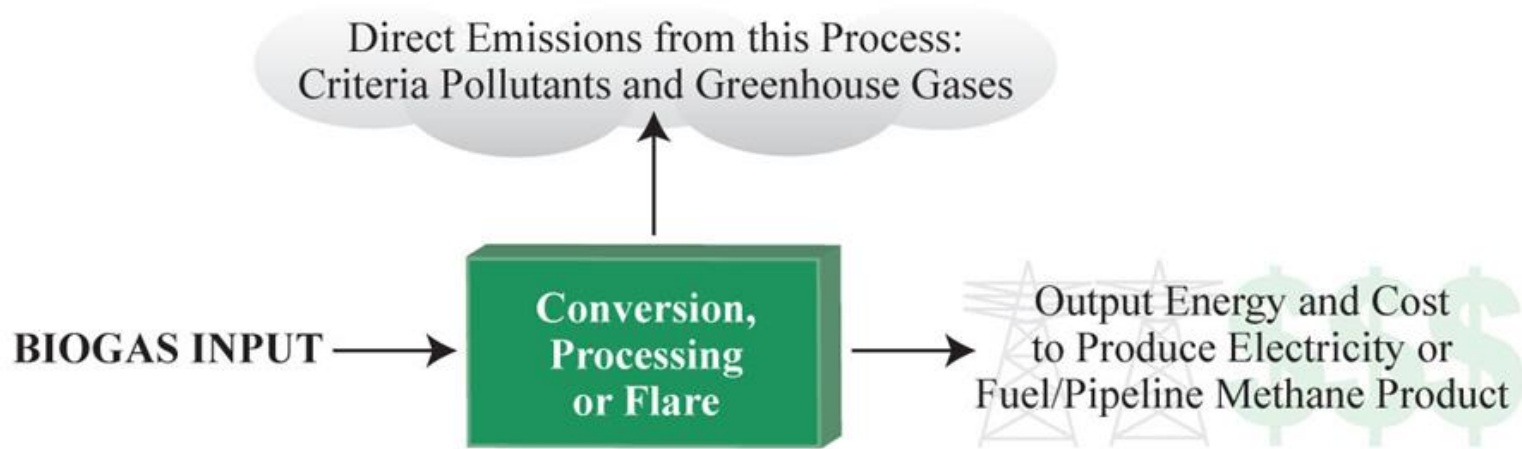 Direct Emissions from this Process:
Criteria Pollutants and Greenhouse Gases
BIOGAS INPUT
Conversion,
Processing
or Flare
Output Energy and Cost
to Produce Electricity or
Fuel/Pipeline Methane Product
$$$